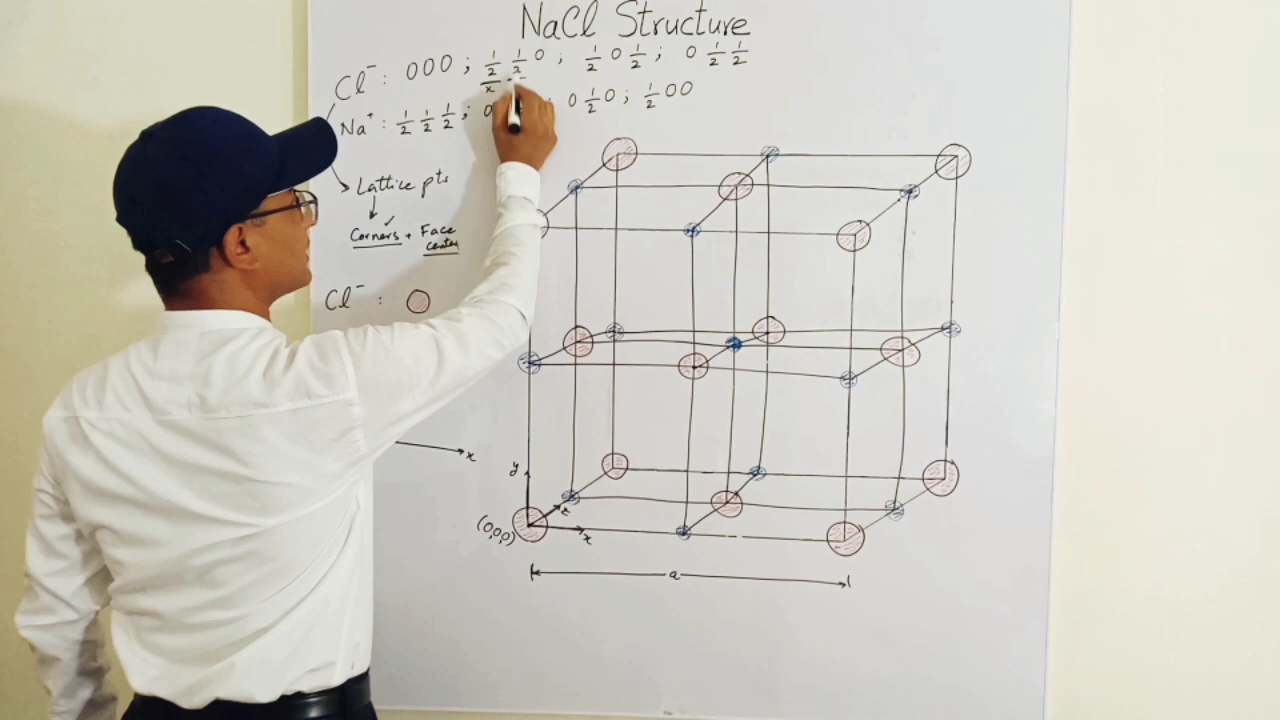 NaCl Structure
Cl⁻ : 000 ; ½ ½ 0 ; ½ 0 ½ ; 0 ½ ½
x
Na⁺ : ½ ½ ½ ; 0 ; 0 ½ 0 ; ½ 00
Lattice pts
Corners + Face
center
Cl⁻ :
x
y
z
(0,0,0)
x
a